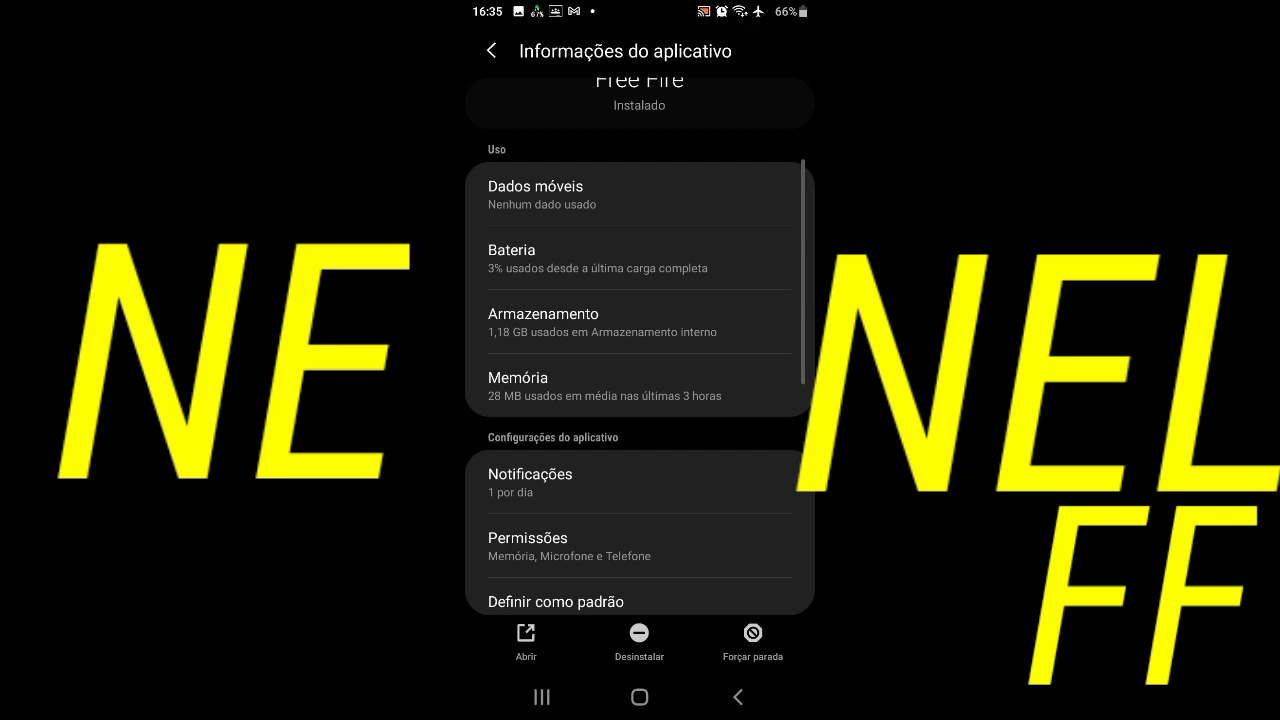 16:35
67%
66%
Informações do aplicativo
Free Fire
Instalado
Uso
Dados móveis
Nenhum dado usado
Bateria
3% usados desde a última carga completa
Armazenamento
1,18 GB usados em Armazenamento interno
Memória
28 MB usados em média nas últimas 3 horas
Configurações do aplicativo
Notificações
1 por dia
Permissões
Memória, Microfone e Telefone
Definir como padrão
Abrir
Desinstalar
Forçar parada
NE
NEL
FF